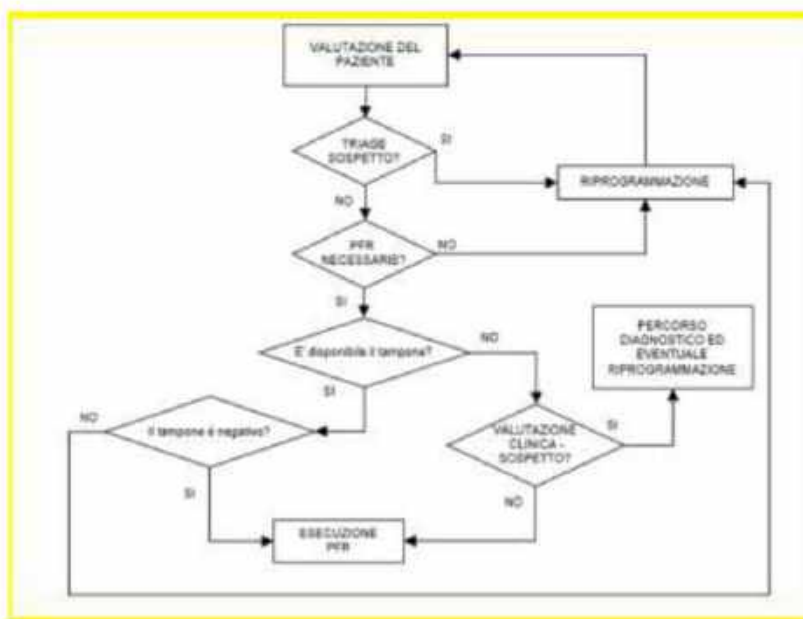 VALUTAZIONE DEL
PAZIENTE
TRIAGE
SOSPETTO?
SI
RIPROGRAMMAZIONE
NO
PFR
NECESSARIE?
NO
SI
E' disponibile il tampone?
NO
PERCORSO
DIAGNOSTICO ED
EVENTUALE
RIPROGRAMMAZIONE
SI
NO
Il tampone é negativo?
VALUTAZIONE
CLINICA -
SOSPETTO?
SI
SI
NO
ESECUZIONE
PFR